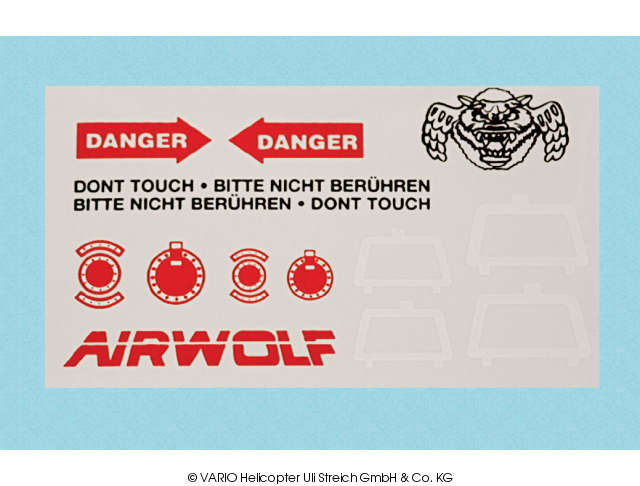 DANGER DANGER
DONT TOUCH • BITTE NICHT BERÜHREN
BITTE NICHT BERÜHREN • DONT TOUCH
AIRWOLF
© VARIO Helicopter Uli Streich GmbH & Co. KG